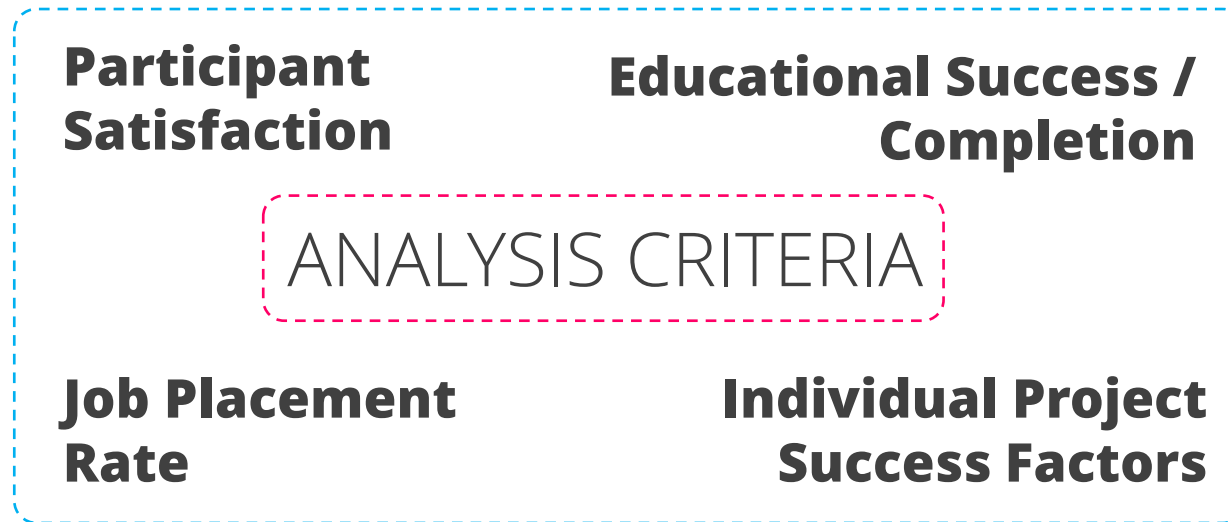 Participant
Satisfaction
Educational Success /
Completion
ANALYSIS CRITERIA
Job Placement
Rate
Individual Project
Success Factors